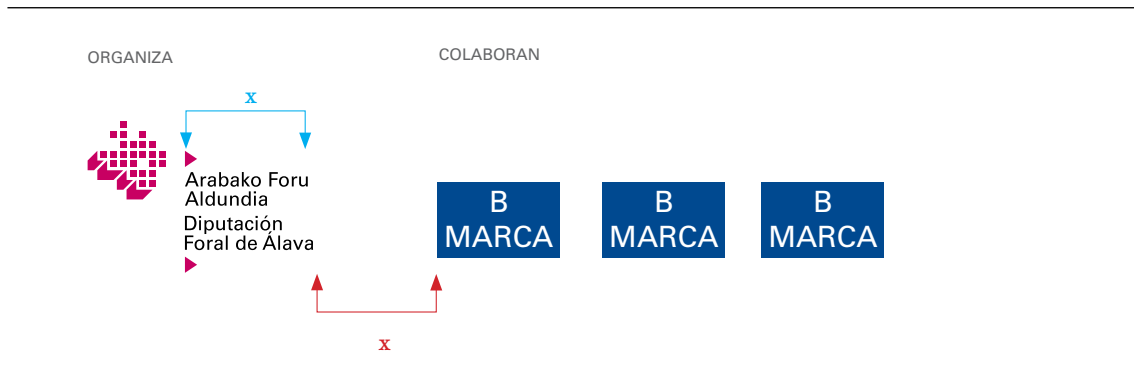 ORGANIZA
COLABORAN
x
Arabako Foru
Aldundia
Diputación
Foral de Álava
B
MARCA
B
MARCA
B
MARCA
x